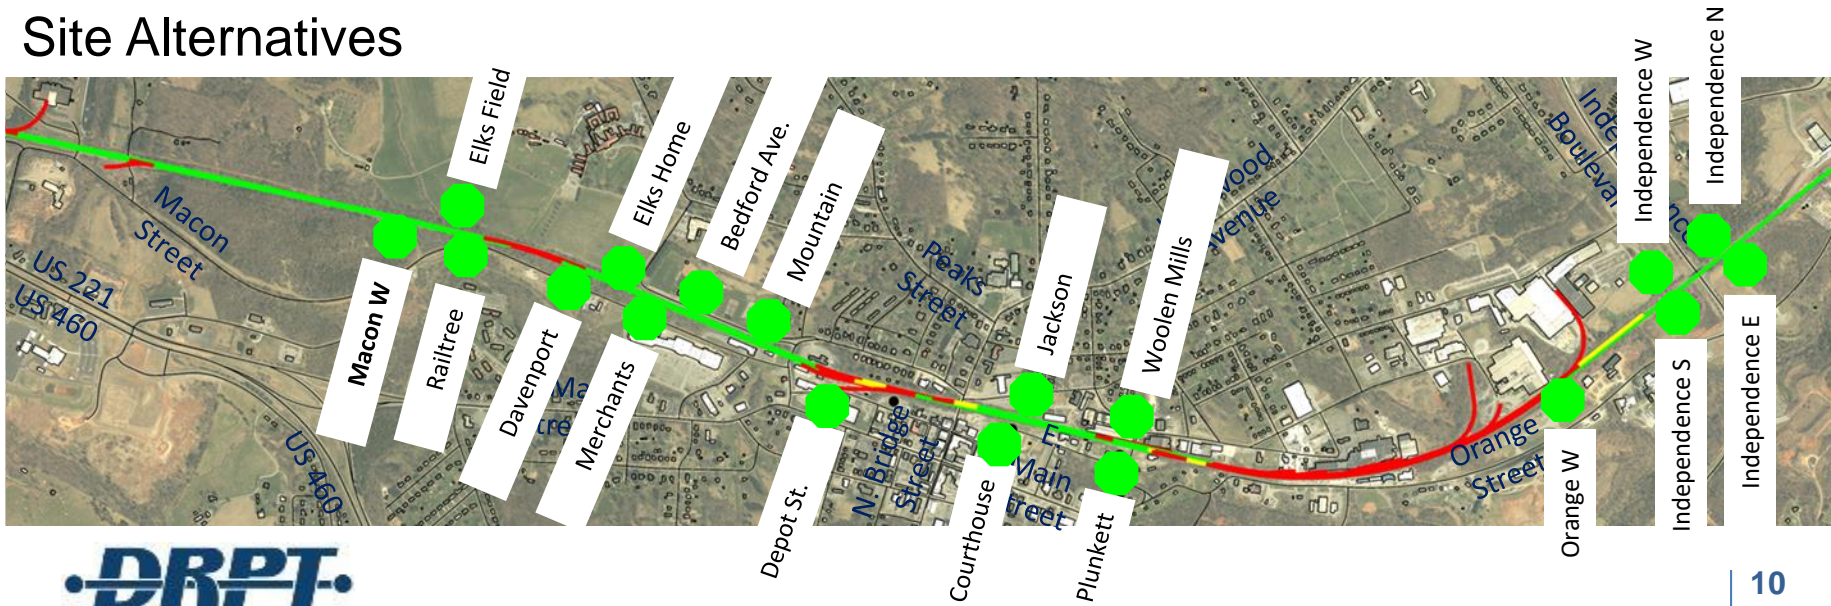 Site Alternatives
Elks Field
Elks Home
Bedford Ave.
Mountain
Independence W
Independence N
Macon
Street
US 221
US 460
US 460
Macon W
Railtree
Davenport
Merchants
Depot St.
Peaks
Street
N. Bridge
Street
Jackson
Woolen Mills
Avenue
E.
Main
Street
Courthouse
Plunkett
Boulevard
Orange
Street
Orange W
Independence S
Independence E
DRPT
10